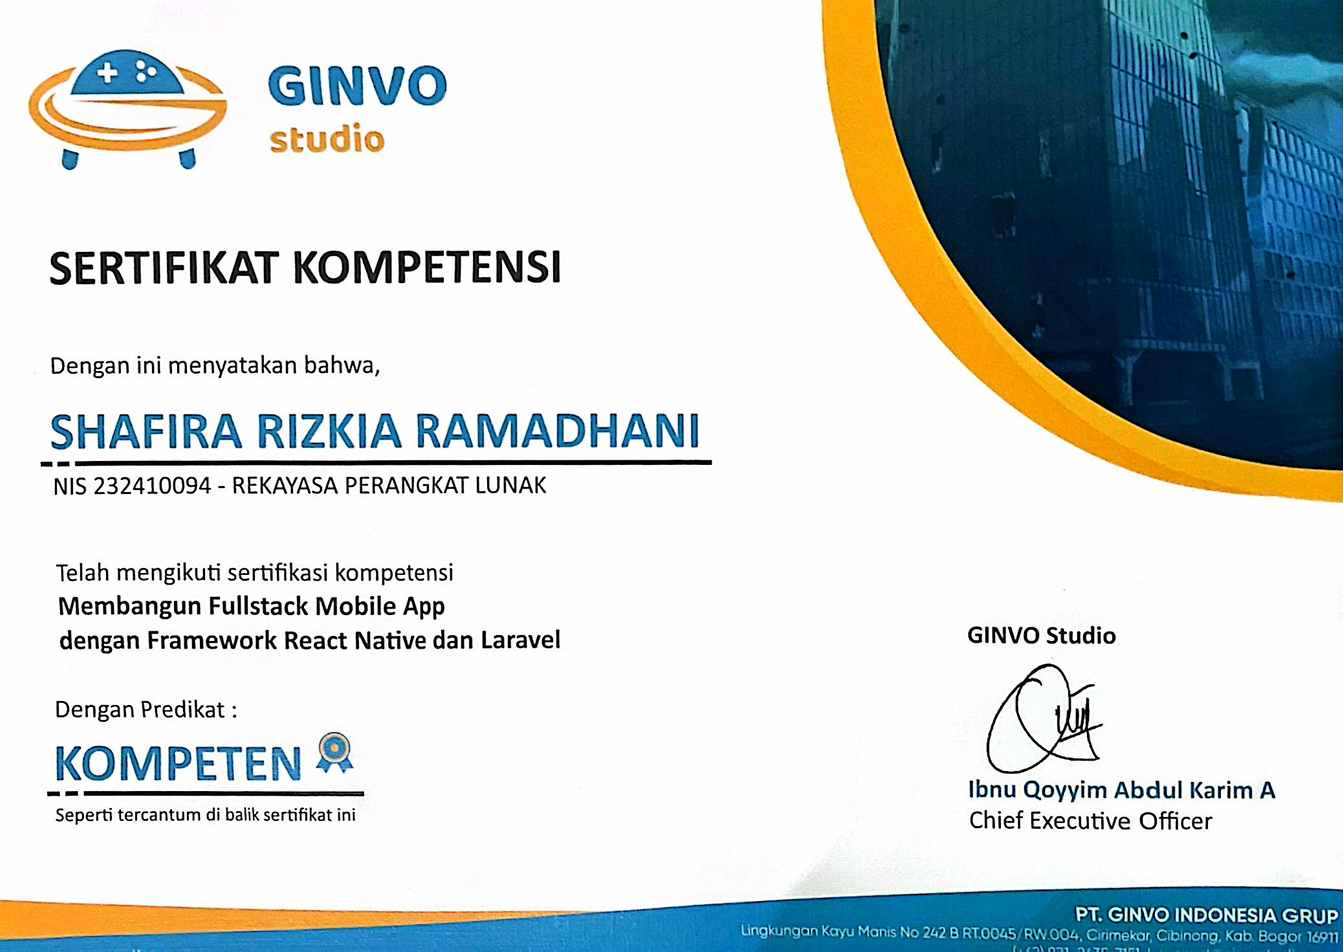 GINVO
studio
SERTIFIKAT KOMPETENSI
Dengan ini menyatakan bahwa,
SHAFIRA RIZKIA RAMADHANI
NIS 232410094 - REKAYASA PERANGKAT LUNAK
Telah mengikuti sertifikasi kompetensi
Membangun Fullstack Mobile App
dengan Framework React Native dan Laravel
Dengan Predikat :
KOMPETEN
Seperti tercantum di balik sertifikat ini
GINVO Studio
Ibnu Qoyyim Abdul Karim A
Chief Executive Officer
PT. GINVO INDONESIA GRUP
Lingkungan Kayu Manis No 242 B RT.0045/RW.004, Cirimekar, Cibinong, Kab. Bogor 16911